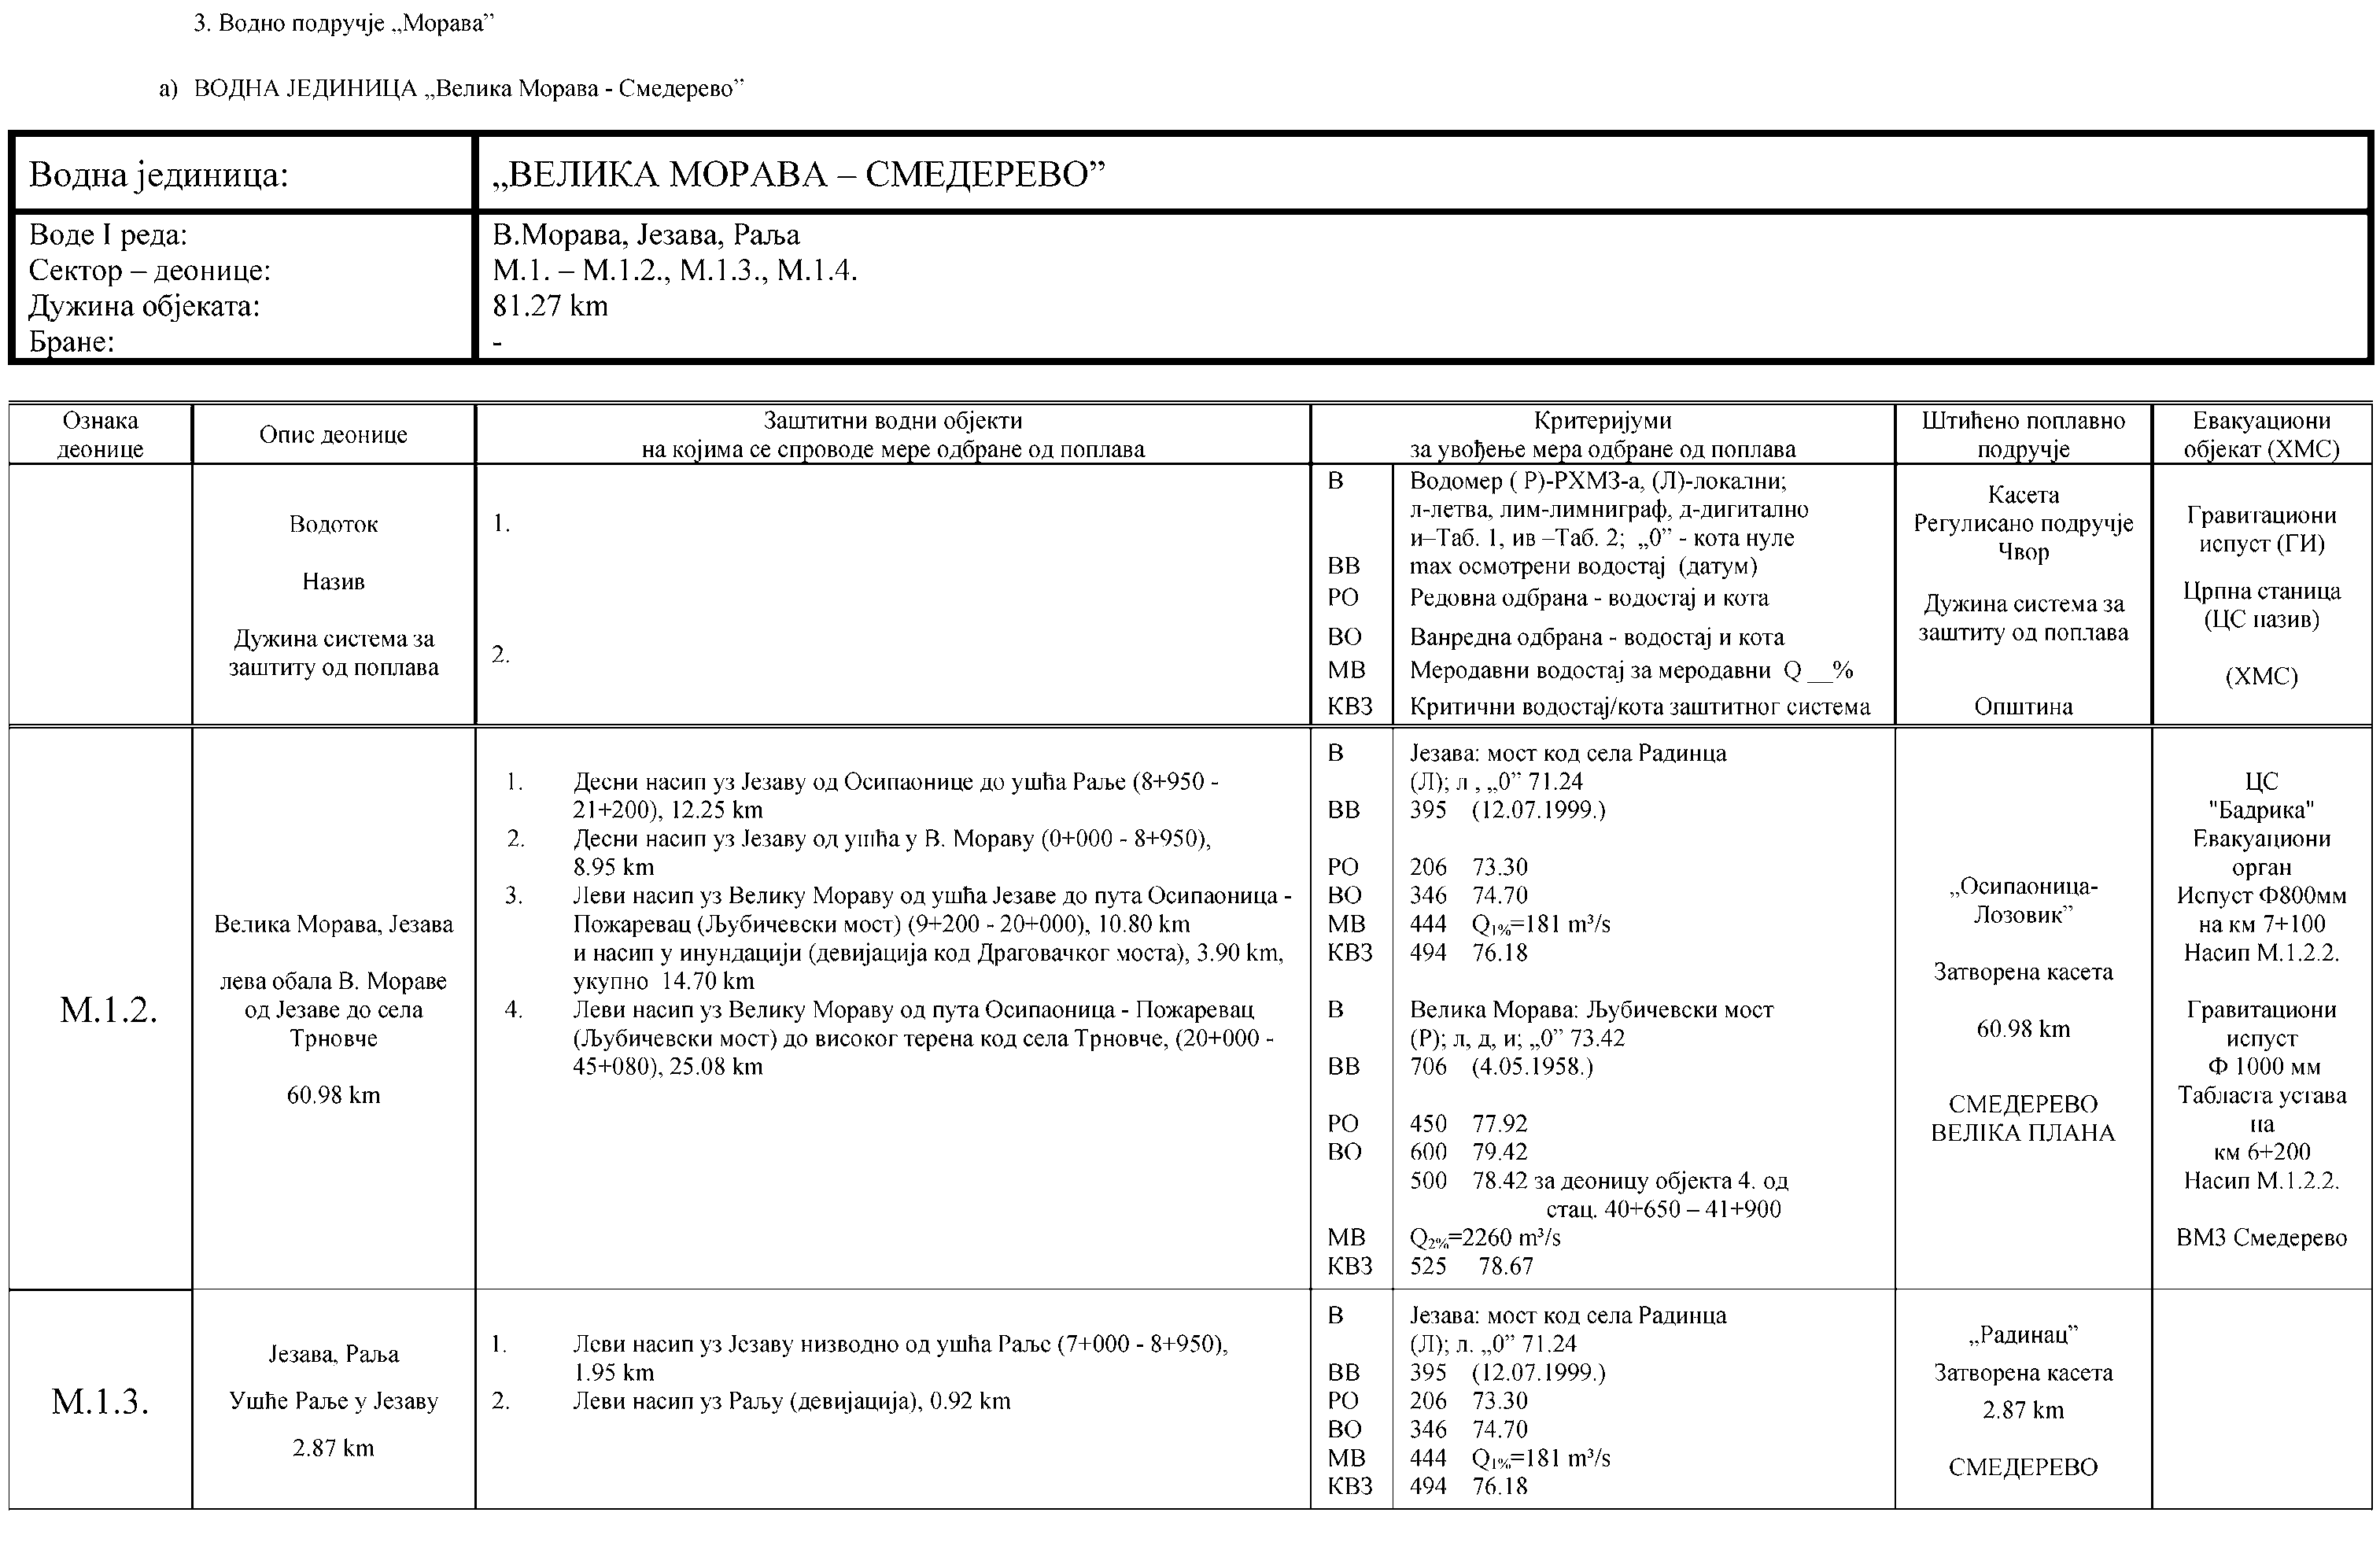 3. Водно подручје „Морава”
а) ВОДНА ЈЕДИНИЦА „Велика Морава - Смедерево”
Водна јединица:
„ВЕЛИКА МОРАВА – СМЕДЕРЕВО”
Воде I реда:
В.Морава, Језава, Раља
Сектор – деонице:
М.1. – М.1.2., М.1.3., М.1.4.
Дужина објеката:
81.27 km
Бране:
-
Ознака
деонице
Опис деонице
Заштитни водни објекти
на којима се спроводе мере одбране од поплава
Критеријуми
за увођење мера одбране од поплава
Штићено поплавно
подручје
Евакуациони
објекат (ХМС)
Водоток
Назив
Дужина система за
заштиту од поплава
1.
2.
В Водомер ( Р)-РХМЗ-а, (Л)-локални;
л-летва, лим-лимниграф, д-дигитално
и–Таб. 1, ив –Таб. 2; „0” - кота нуле
ВВ max осмотрени водостај (датум)
РО Редовна одбрана - водостај и кота
ВО Ванредна одбрана - водостај и кота
МВ Меродавни водостај за меродавни Q __%
КВЗ Критични водостај/кота заштитног система
Касета
Регулисано подручје
Чвор
Дужина система за
заштиту од поплава
Општина
Гравитациони
испуст (ГИ)
Црпна станица
(ЦС назив)
(ХМС)
М.1.2.
Велика Морава, Језава
лева обала В. Мораве
од Језаве до села
Трновче
60.98 km
1. Десни насип уз Језаву од Осипаонице до ушћа Раље (8+950 -
21+200), 12.25 km
2. Десни насип уз Језаву од ушћа у В. Мораву (0+000 - 8+950),
8.95 km
3. Леви насип уз Велику Мораву од ушћа Језаве до пута Осипаоница -
Пожаревац (Љубичевски мост) (9+200 - 20+000), 10.80 km
и насип у инундацији (девијација код Драговачког моста), 3.90 km,
укупно 14.70 km
4. Леви насип уз Велику Мораву од пута Осипаоница - Пожаревац
(Љубичевски мост) до високог терена код села Трновче, (20+000 -
45+080), 25.08 km
В Језава: мост код села Радинца
(Л); л , „0” 71.24
ВВ 395 (12.07.1999.)
РО 206 73.30
ВО 346 74.70
МВ 444 Q1%=181 m³/s
КВЗ 494 76.18
В Велика Морава: Љубичевски мост
(Р); л, д, и; „0” 73.42
ВВ 706 (4.05.1958.)
РО 450 77.92
ВО 600 79.42
500 78.42 за деоницу објекта 4. од
стац. 40+650 – 41+900
МВ Q2%=2260 m³/s
КВЗ 525 78.67
„Осипаоница-
Лозовик”
Затворена касета
60.98 km
СМЕДЕРЕВО
ВЕЛIКА ПЛАНА
ЦС
"Бадрика"
Евакуациони
орган
Испуст Ф800мм
на км 7+100
Насип М.1.2.2.
Гравитациони
испуст
Ф 1000 мм
Табласта устава
на
км 6+200
Насип М.1.2.2.
ВМЗ Смедерево
М.1.3.
Језава, Раља
Ушће Раље у Језаву
2.87 km
1. Леви насип уз Језаву низводно од ушћа Раље (7+000 - 8+950),
1.95 km
2. Леви насип уз Раљу (девијација), 0.92 km
В Језава: мост код села Радинца
(Л); л. „0” 71.24
ВВ 395 (12.07.1999.)
РО 206 73.30
ВО 346 74.70
МВ 444 Q1%=181 m³/s
КВЗ 494 76.18
„Радинац”
Затворена касета
2.87 km
СМЕДЕРЕВО